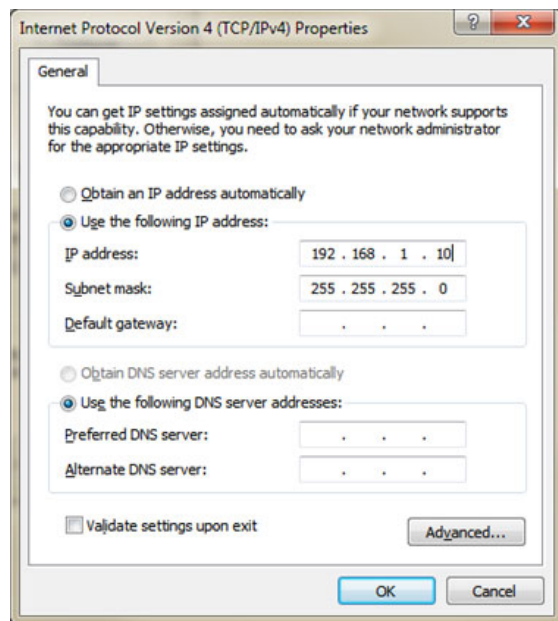 Internet Protocol Version 4 (TCP/IPv4) Properties
?
General
You can get IP settings assigned automatically if your network supports
this capability. Otherwise, you need to ask your network administrator
for the appropriate IP settings.
Obtain an IP address automatically
Use the following IP address:
IP address: 192 . 168 . 1 . 10
Subnet mask: 255 . 255 . 255 . 0
Default gateway: . . .
Obtain DNS server address automatically
Use the following DNS server addresses:
Preferred DNS server: . . .
Alternate DNS server: . . .
Validate settings upon exit
Advanced...
OK Cancel